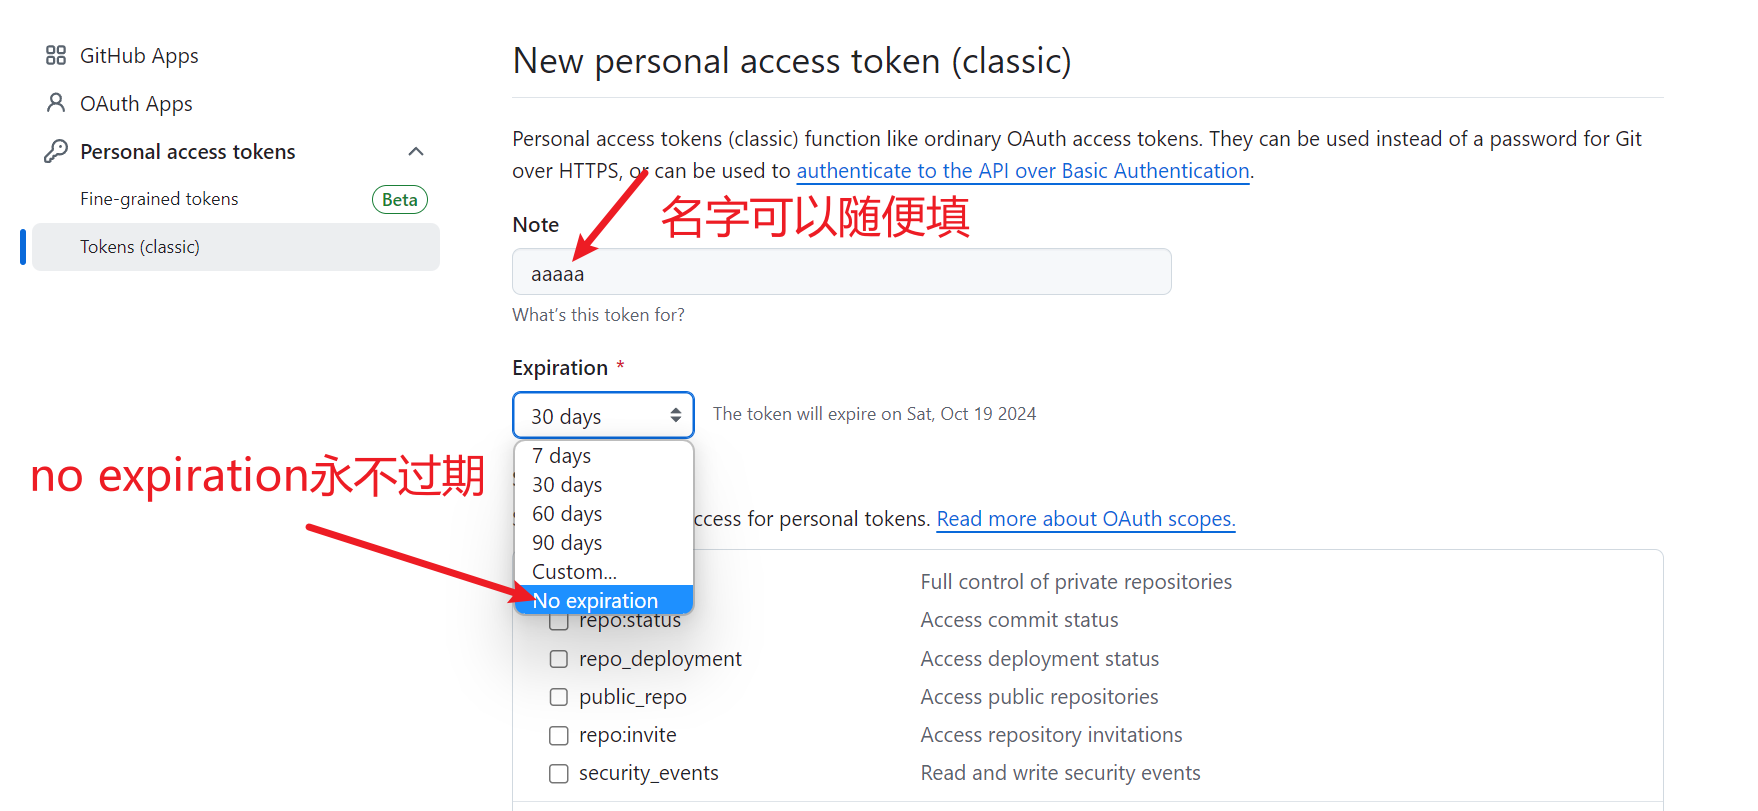 GitHub Apps
OAuth Apps
Personal access tokens
Fine-grained tokens
Beta
Tokens (classic)
New personal access token (classic)
Personal access tokens (classic) function like ordinary OAuth access tokens. They can be used instead of a password for Git
over HTTPS, or can be used to authenticate to the API over Basic Authentication.
Note
名字可以随便填
aaaaa
What's this token for?
Expiration *
30 days
The token will expire on Sat, Oct 19 2024
no expiration永不过期
7 days
30 days
60 days
90 days
Custom...
No expiration
ccess for personal tokens. Read more about OAuth scopes.
Full control of private repositories
repo:status
Access commit status
repo_deployment
Access deployment status
public_repo
Access public repositories
repo:invite
Access repository invitations
security_events
Read and write security events